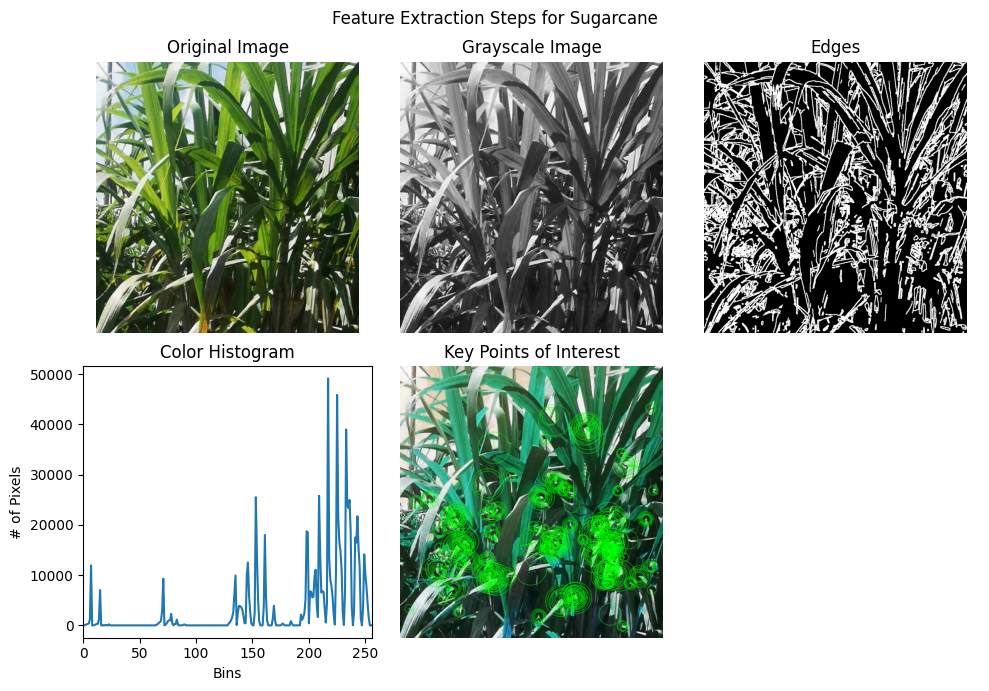 Feature Extraction Steps for Sugarcane
Original Image
Grayscale Image
Edges
Color Histogram
Key Points of Interest
# of Pixels
50000
40000
30000
20000
10000
0
0 50 100 150 200 250
Bins